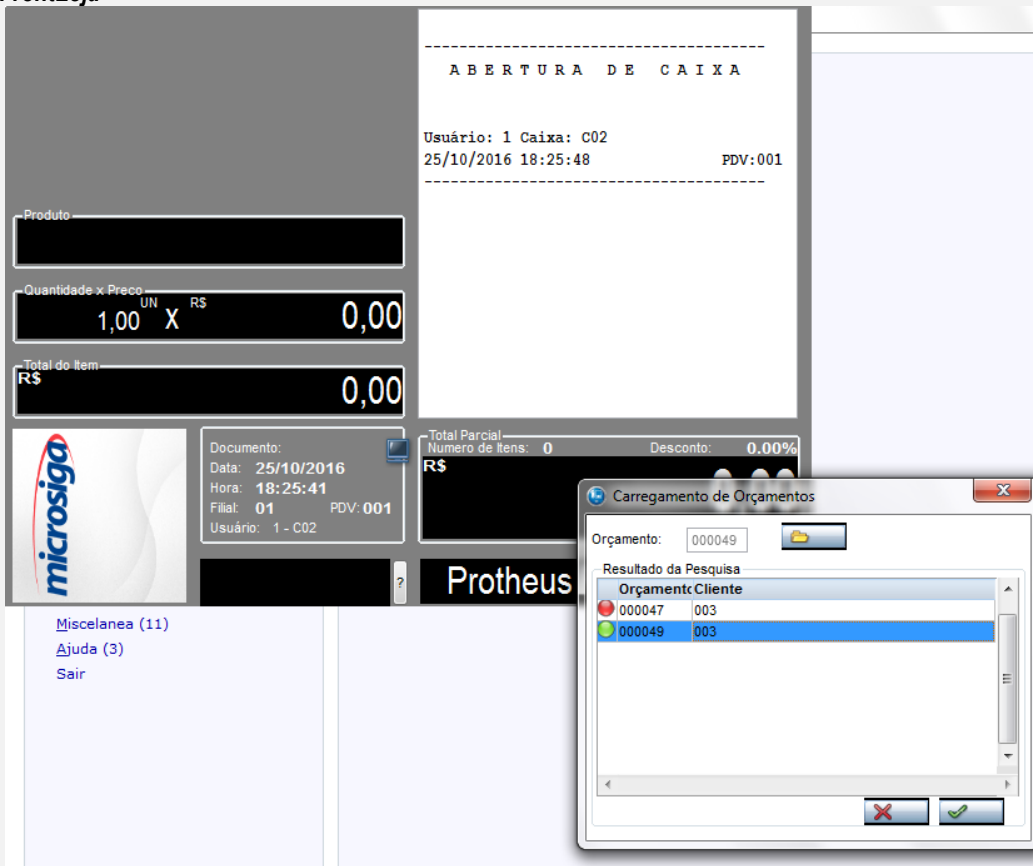 FrontLoja
----------------------------------------
ABERTURA DE CAIXA
Usuário: 1 Caixa: C02
25/10/2016 18:25:48 PDV:001
----------------------------------------
Produto
Quantidade x Preco
1,00 UN X R$ 0,00
Total do Item
R$ 0,00
microsiga
Documento:
Data: 25/10/2016
Hora: 18:25:41
Filial: 01 PDV: 001
Usuário: 1 - C02
Total Parcial
Numero de Itens: 0 Desconto: 0.00%
R$
?
Protheus
Carregamento de Orçamentos
Orçamento: 000049
Resultado da Pesquisa
Orçamento Cliente
000047 003
000049 003
Miscelanea (11)
Ajuda (3)
Sair